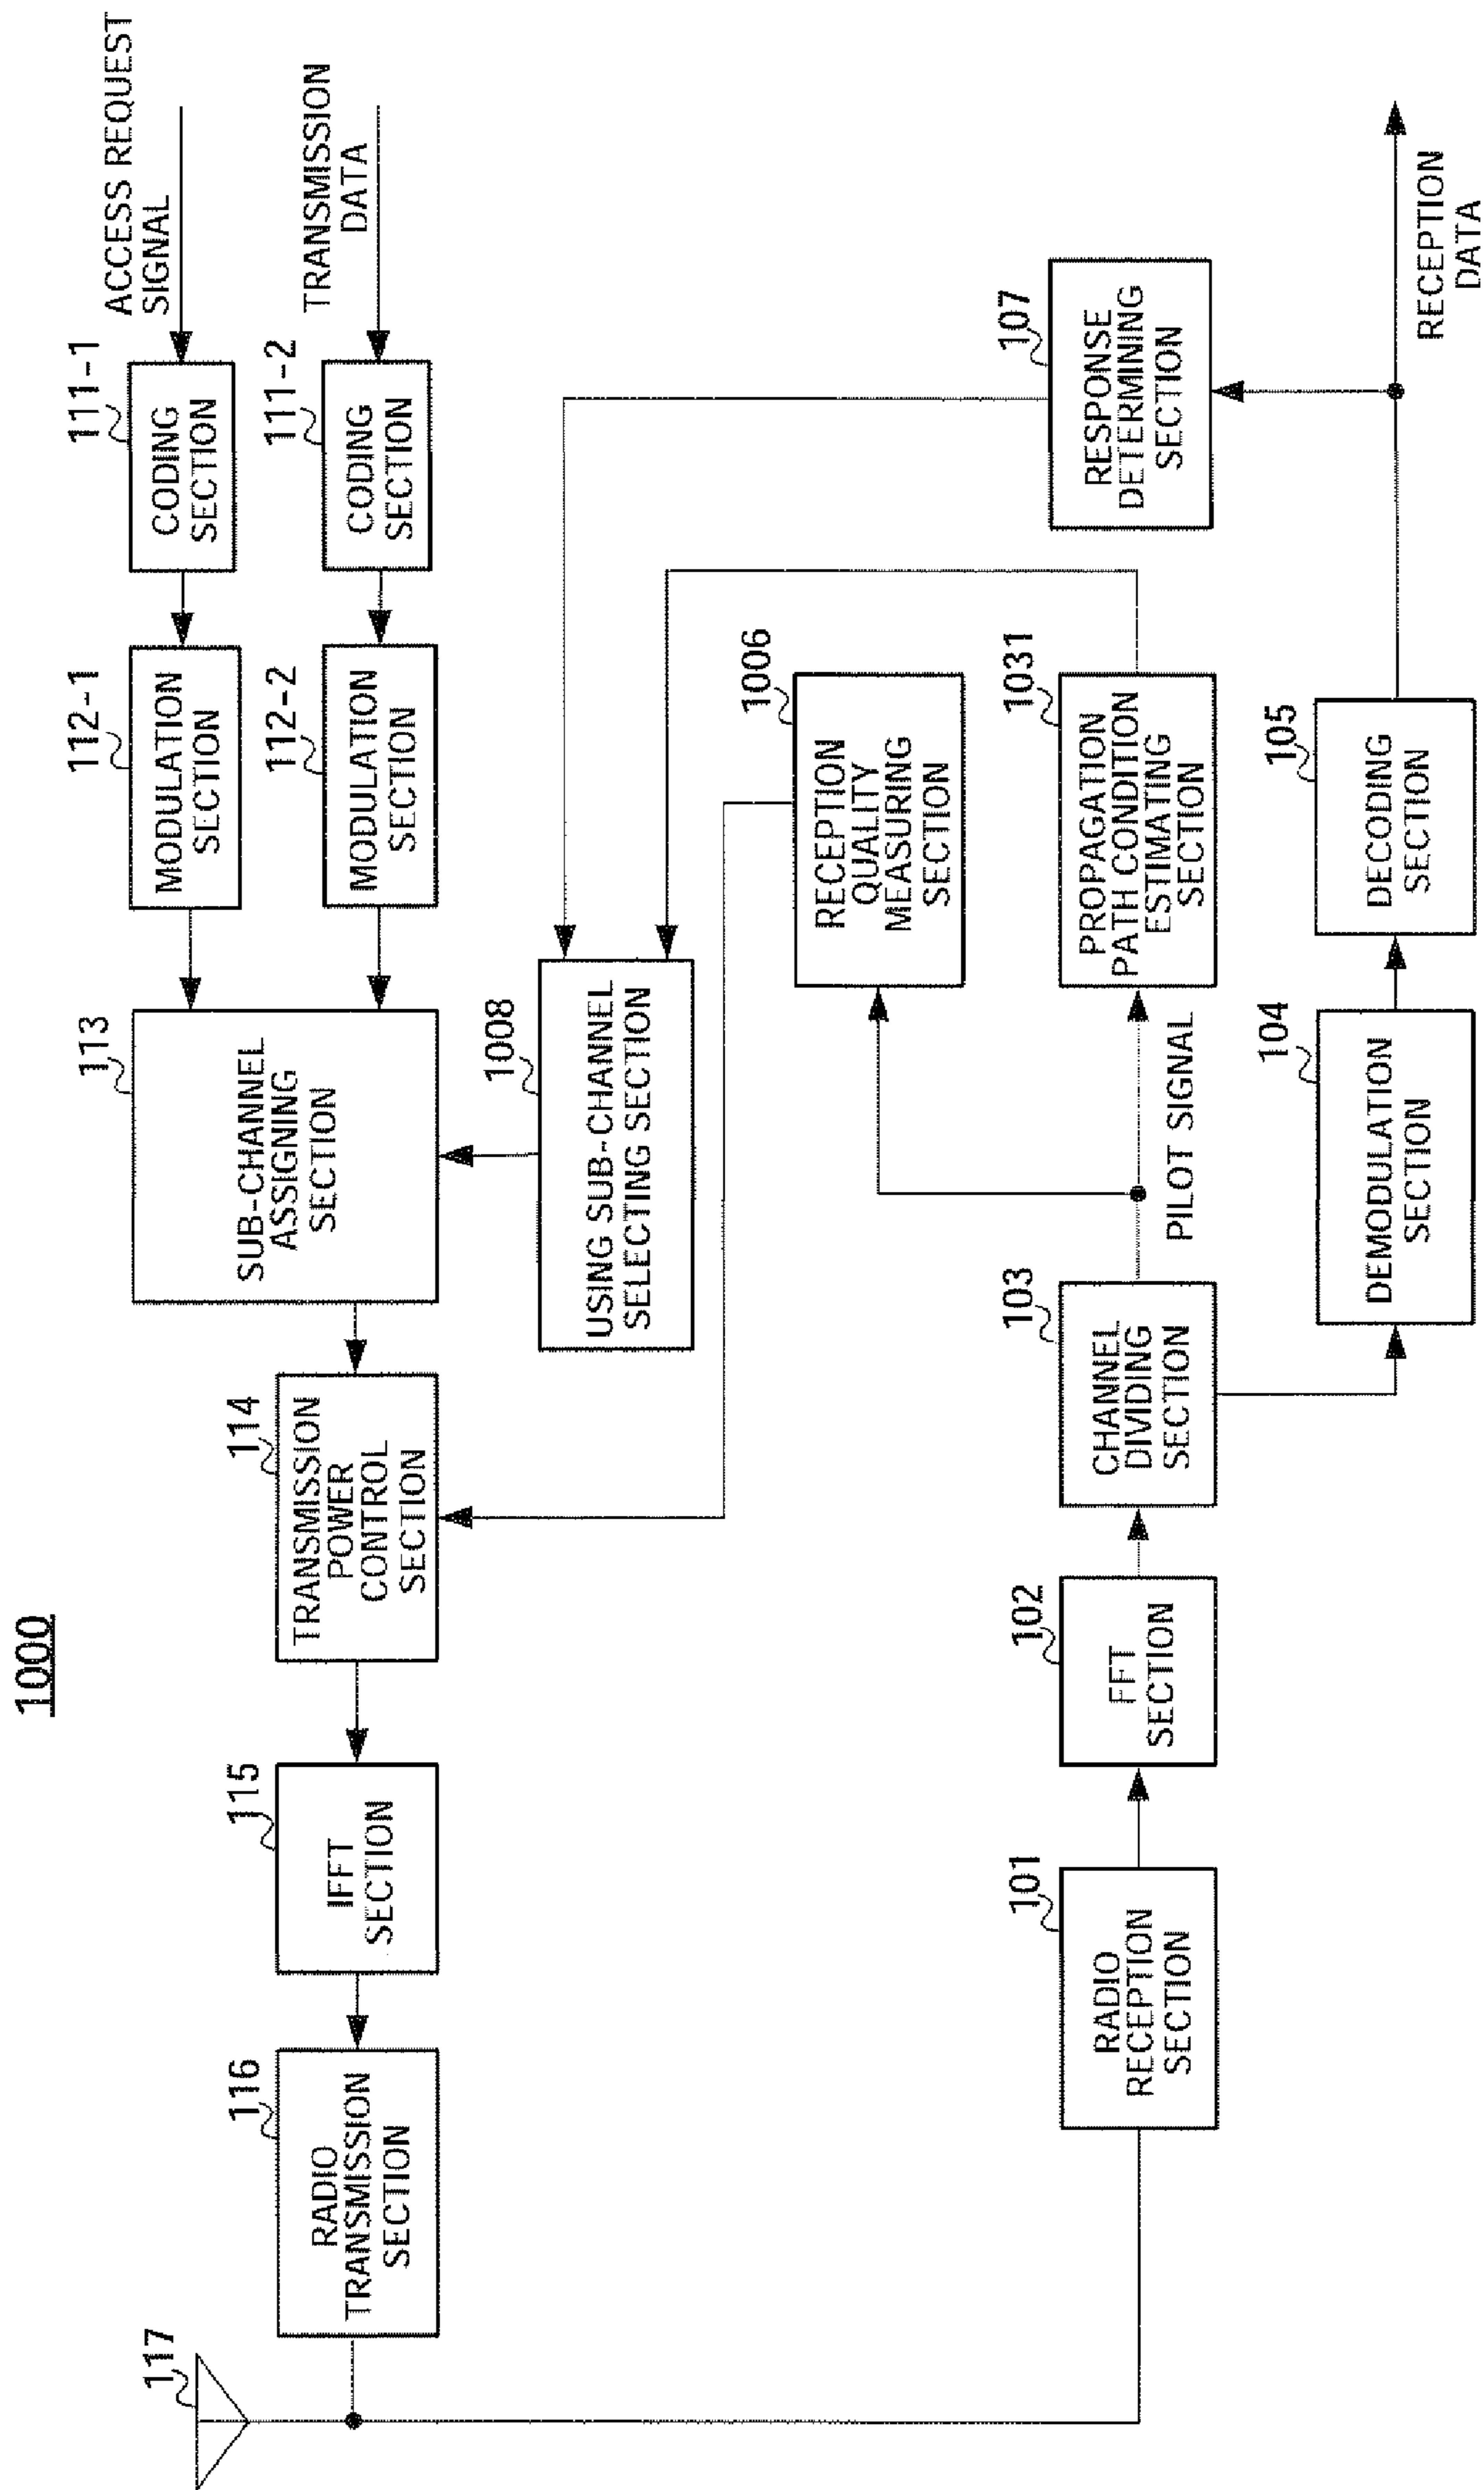 1000
117
116
RADIO
TRANSMISSION
SECTION
115
IFFT
SECTION
114
TRANSMISSION
POWER
CONTROL
SECTION
113
SUB-CHANNEL
ASSIGNING
SECTION
112-1
MODULATION
SECTION
111-1
CODING
SECTION
ACCESS REQUEST
SIGNAL
112-2
MODULATION
SECTION
111-2
CODING
SECTION
TRANSMISSION
DATA
1008
USING SUB-CHANNEL
SELECTING SECTION
1006
RECEPTION
QUALITY
MEASURING
SECTION
107
RESPONSE
DETERMINING
SECTION
101
RADIO
RECEPTION
SECTION
102
FFT
SECTION
103
CHANNEL
DIVIDING
SECTION
PILOT SIGNAL
1031
PROPAGATION
PATH CONDITION
ESTIMATING
SECTION
104
DEMODULATION
SECTION
105
DECODING
SECTION
RECEPTION
DATA